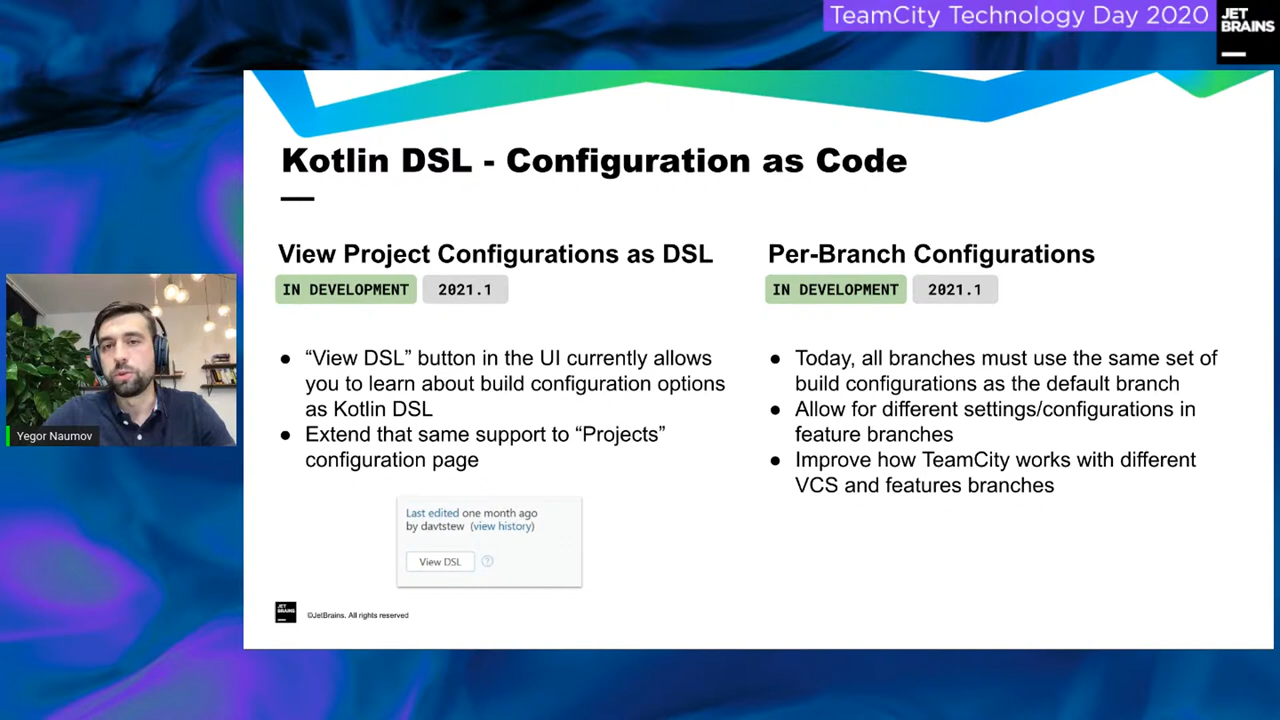 TeamCity Technology Day 2020
JET
BRAINS
Kotlin DSL - Configuration as Code
View Project Configurations as DSL
IN DEVELOPMENT
2021.1
● “View DSL” button in the UI currently allows
you to learn about build configuration options
as Kotlin DSL
● Extend that same support to “Projects”
configuration page
Last edited one month ago
by davtstew (view history)
View DSL ?
Per-Branch Configurations
IN DEVELOPMENT
2021.1
● Today, all branches must use the same set of
build configurations as the default branch
● Allow for different settings/configurations in
feature branches
● Improve how TeamCity works with different
VCS and features branches
Yegor Naumov
JET
BRAINS
©JetBrains. All rights reserved